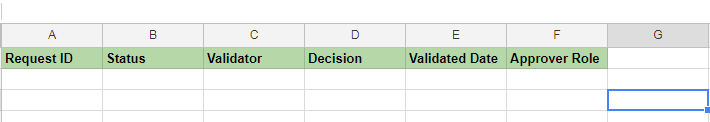 A B C D E F G
Request ID Status Validator Decision Validated Date Approver Role